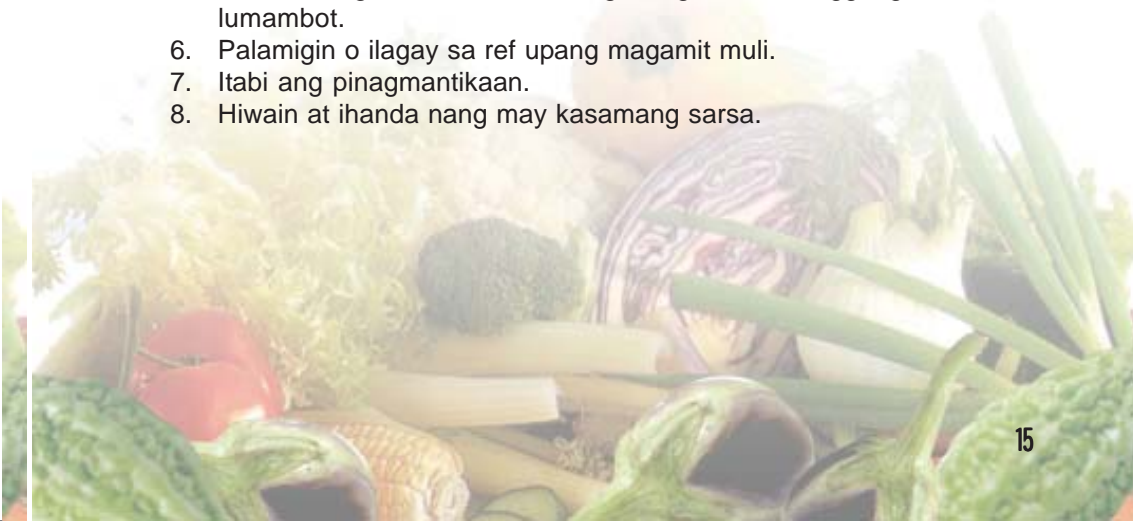 lumambot.
6. Palamigin o ilagay sa ref upang magamit muli.
7. Itabi ang pinagmantikaan.
8. Hiwain at ihanda nang may kasamang sarsa.
15